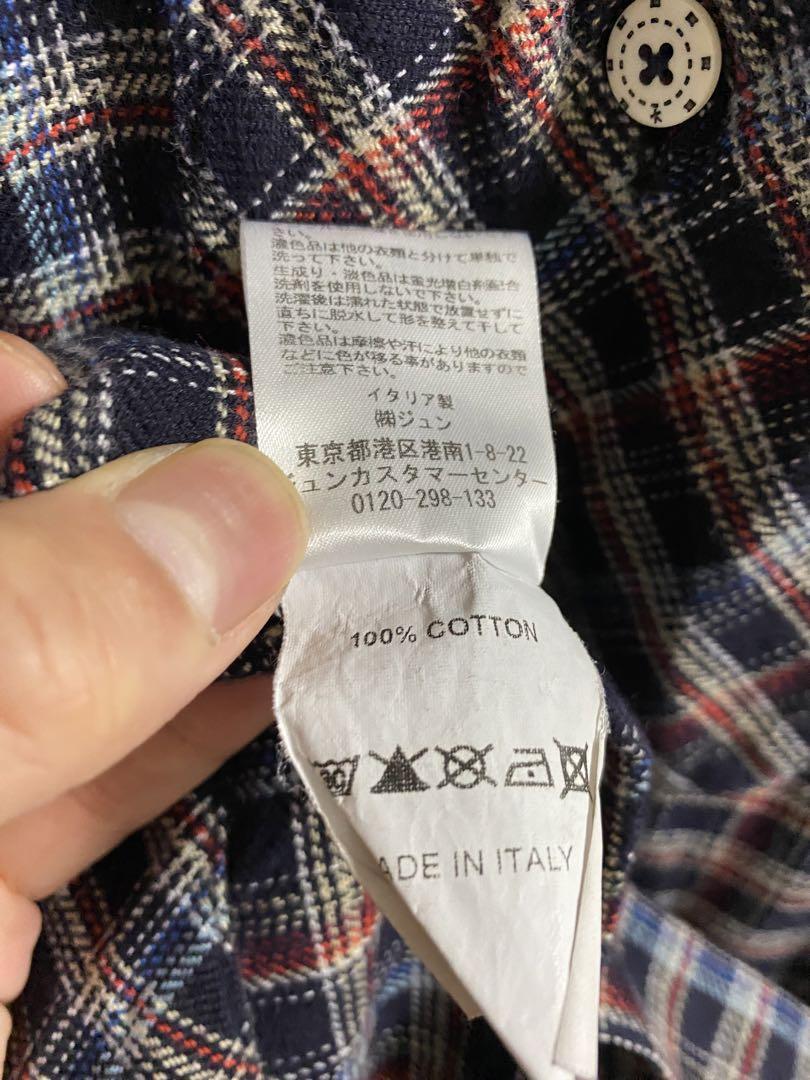 さい。
濃色品は他の衣類と分けて単独で
洗って下さい。
生成り・淡色品は蛍光増白剤配合
洗剤を使用しないで下さい。
洗濯後は濡れた状態で放置せずに
直ちに脱水して形を整えて干して
下さい。
濃色品は摩擦や汗により他の衣類
などに色が移る事がありますので
ご注意下さい。
イタリア製
㈱ジュン
東京都港区港南1-8-22
ジュンカスタマーセンター
0120-298-133
100% COTTON
30
MADE IN ITALY